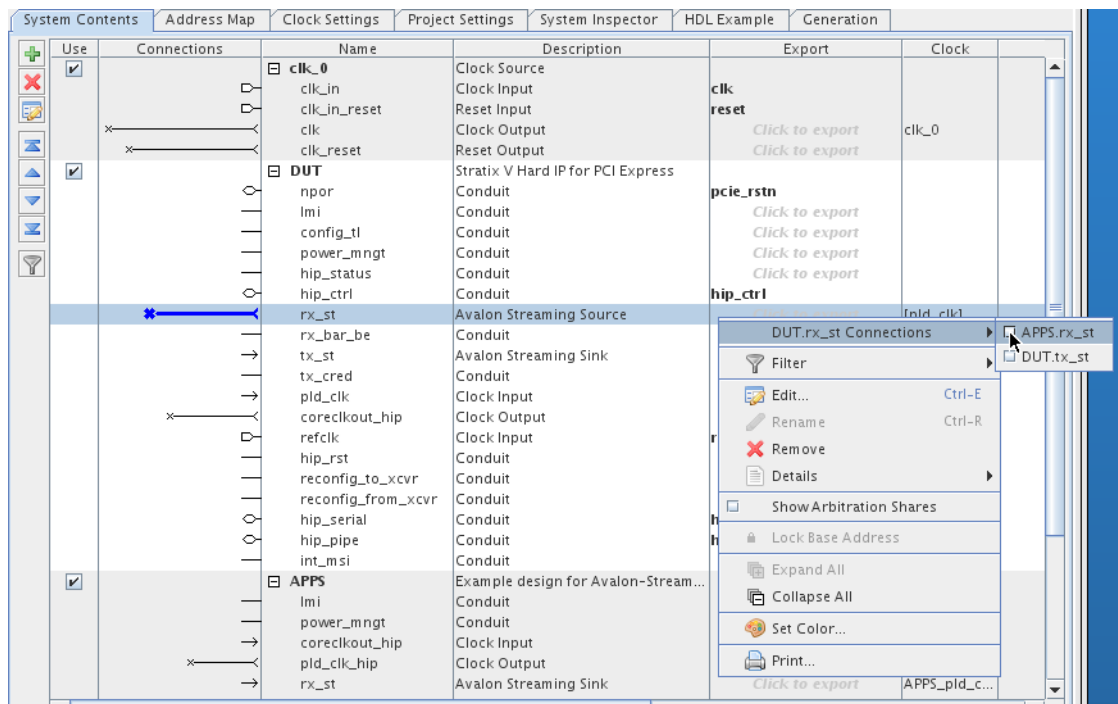 System Contents Address Map Clock Settings Project Settings System Inspector HDL Example Generation
Use Connections Name Description Export Clock
clk_0 Clock Source
clk_in Clock Input clk
clk_in_reset Reset Input reset
clk Clock Output Click to export clk_0
clk_reset Reset Output Click to export
DUT Stratix V Hard IP for PCI Express
npor Conduit pcie_rstn
lmi Conduit Click to export
config_tl Conduit Click to export
power_mngt Conduit Click to export
hip_status Conduit Click to export
hip_ctrl Conduit hip_ctrl
rx_st Avalon Streaming Source [pld_clk]
rx_bar_be Conduit DUT.rx_st Connections APPS.rx_st
tx_st Avalon Streaming Sink Filter DUT.tx_st
tx_cred Conduit
pld_clk Clock Input Edit... Ctrl-E
coreclkout_hip Clock Output Rename Ctrl-R
refclk Clock Input r
hip_rst Conduit Remove
reconfig_to_xcvr Conduit Details
reconfig_from_xcvr Conduit Show Arbitration Shares
hip_serial Conduit h
hip_pipe Conduit h Lock Base Address
int_msi Conduit Expand All
APPS Example design for Avalon-Stream...
lmi Conduit Collapse All
power_mngt Conduit Set Color...
coreclkout_hip Clock Input
pld_clk_hip Clock Output Print...
rx_st Avalon Streaming Sink Click to export APPS_pld_c...